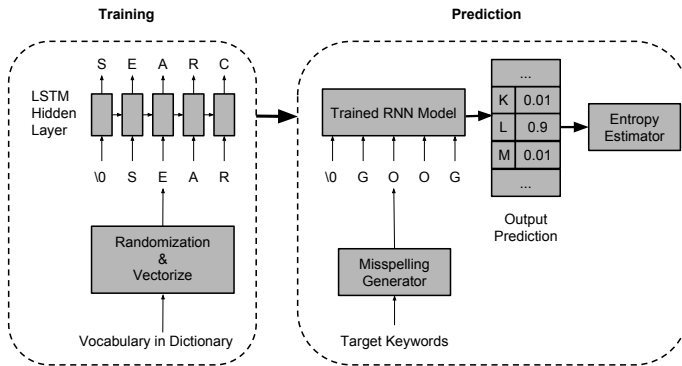 Training
S E A R C
LSTM
Hidden
Layer
\0 S E A R
Randomization
&
Vectorize
Vocabulary in Dictionary
Prediction
Trained RNN Model
\0 G O O G
Misspelling
Generator
Target Keywords
...
K 0.01
L 0.9
M 0.01
...
Output
Prediction
Entropy
Estimator